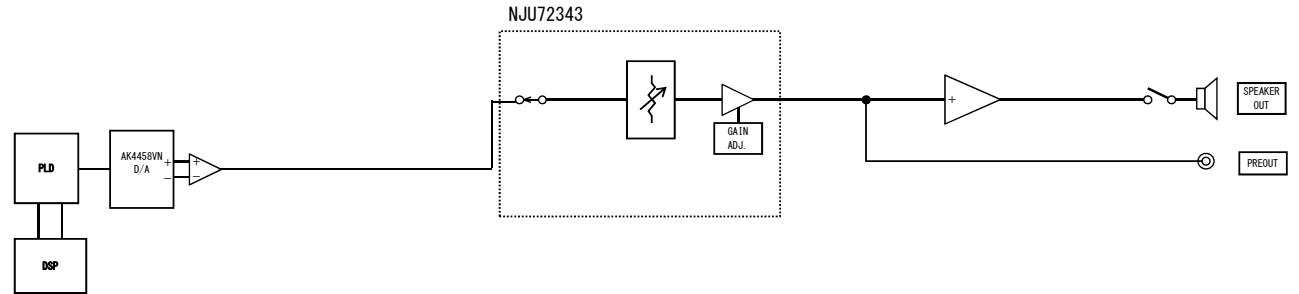 NJU72343
SPEAKER
OUT
GAIN
ADJ.
PLD
AK4458VN
D/A
+
-
+
-
+
PREOUT
DSP